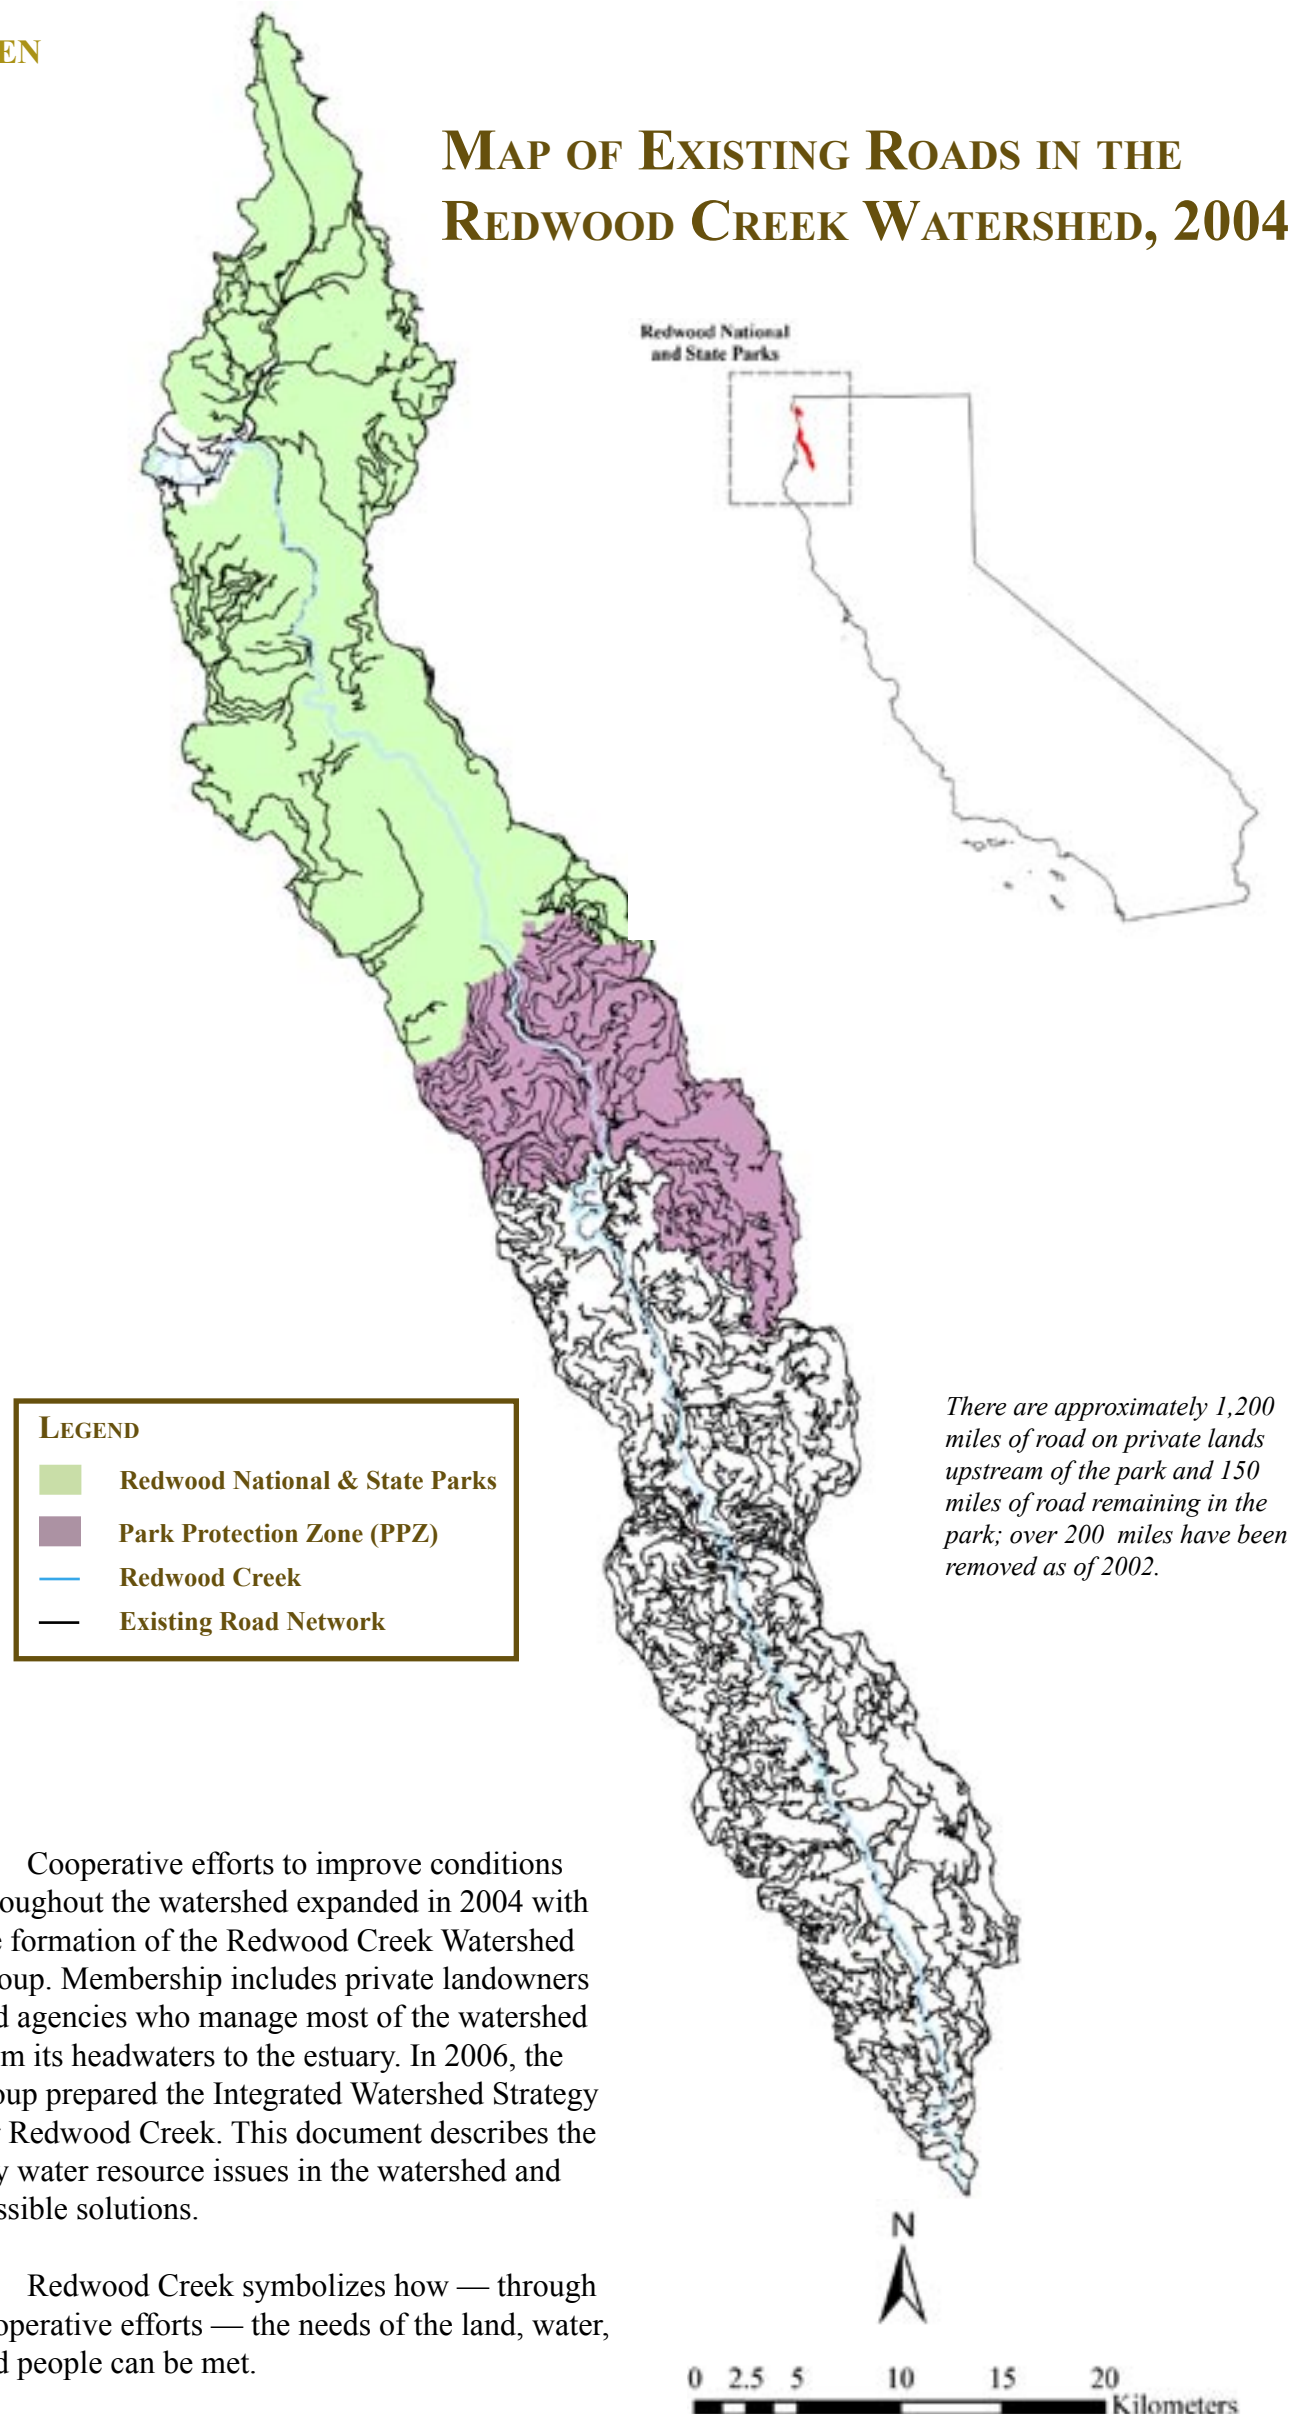 EN
MAP OF EXISTING ROADS IN THE
REDWOOD CREEK WATERSHED, 2004
Redwood National
and State Parks
LEGEND
Redwood National & State Parks
Park Protection Zone (PPZ)
Redwood Creek
Existing Road Network
There are approximately 1,200
miles of road on private lands
upstream of the park and 150
miles of road remaining in the
park; over 200 miles have been
removed as of 2002.
Cooperative efforts to improve conditions
oughout the watershed expanded in 2004 with
e formation of the Redwood Creek Watershed
oup. Membership includes private landowners
d agencies who manage most of the watershed
m its headwaters to the estuary. In 2006, the
oup prepared the Integrated Watershed Strategy
r Redwood Creek. This document describes the
y water resource issues in the watershed and
ssible solutions.
Redwood Creek symbolizes how — through
operative efforts — the needs of the land, water,
d people can be met.
N
0 2.5 5 10 15 20
Kilometers